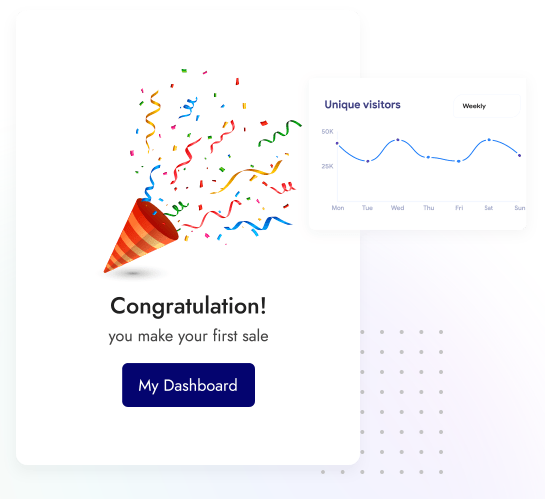 Unique visitors
Weekly
50K
25K
Mon Tue Wed Thu Fri Sat Sun
Congratulation!
you make your first sale
My Dashboard